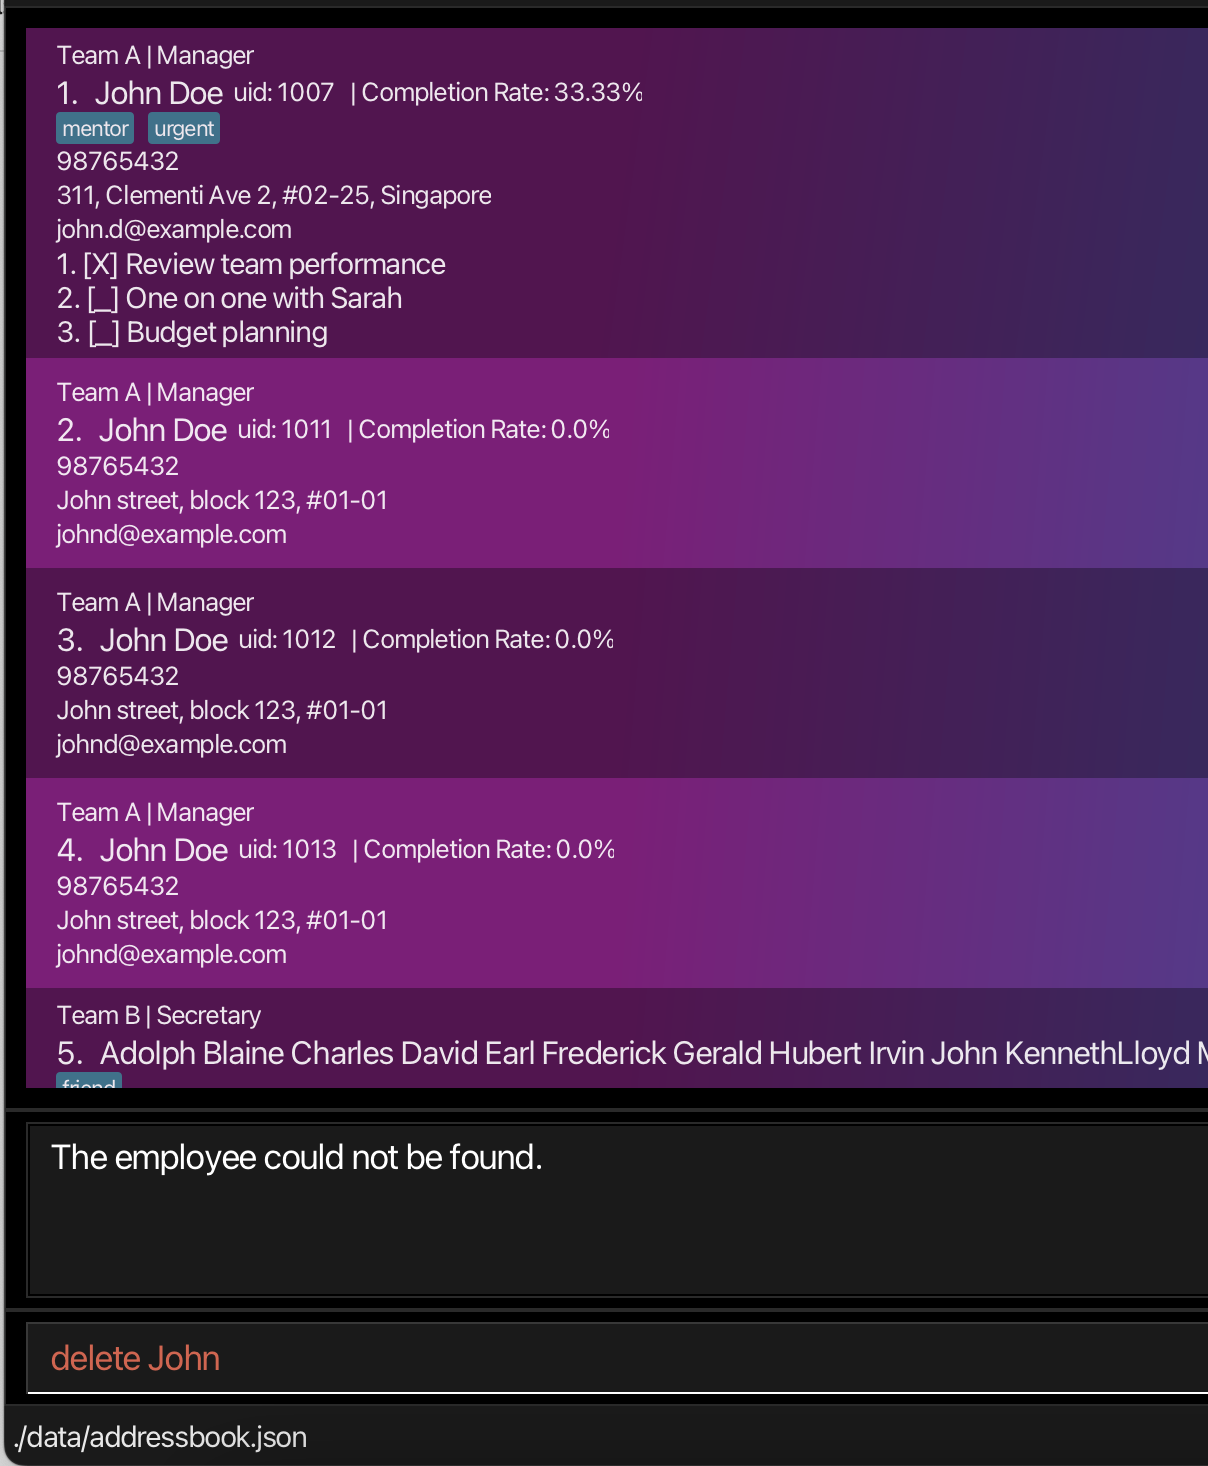 Team A | Manager
1. John Doe uid: 1007 | Completion Rate: 33.33%
mentor urgent
98765432
311, Clementi Ave 2, #02-25, Singapore
john.d@example.com
1. [X] Review team performance
2. [_] One on one with Sarah
3. [_] Budget planning
Team A | Manager
2. John Doe uid: 1011 | Completion Rate: 0.0%
98765432
John street, block 123, #01-01
johnd@example.com
Team A | Manager
3. John Doe uid: 1012 | Completion Rate: 0.0%
98765432
John street, block 123, #01-01
johnd@example.com
Team A | Manager
4. John Doe uid: 1013 | Completion Rate: 0.0%
98765432
John street, block 123, #01-01
johnd@example.com
Team B | Secretary
5. Adolph Blaine Charles David Earl Frederick Gerald Hubert Irvin John KennethLloyd
friend
The employee could not be found.
delete John
./data/addressbook.json